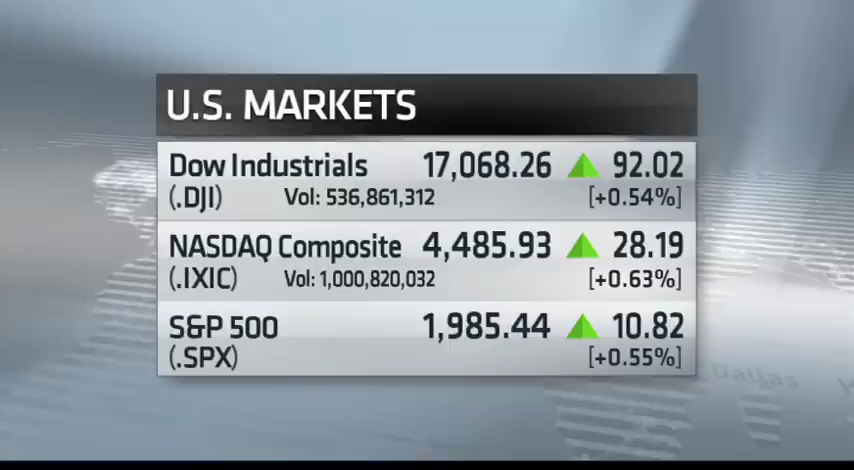 U.S. MARKETS
Dow Industrials 17,068.26 92.02
(.DJI) Vol: 536,861,312 [+0.54%]
NASDAQ Composite 4,485.93 28.19
(.IXIC) Vol: 1,000,820,032 [+0.63%]
S&P 500 1,985.44 10.82
(.SPX) [+0.55%]
Dallas